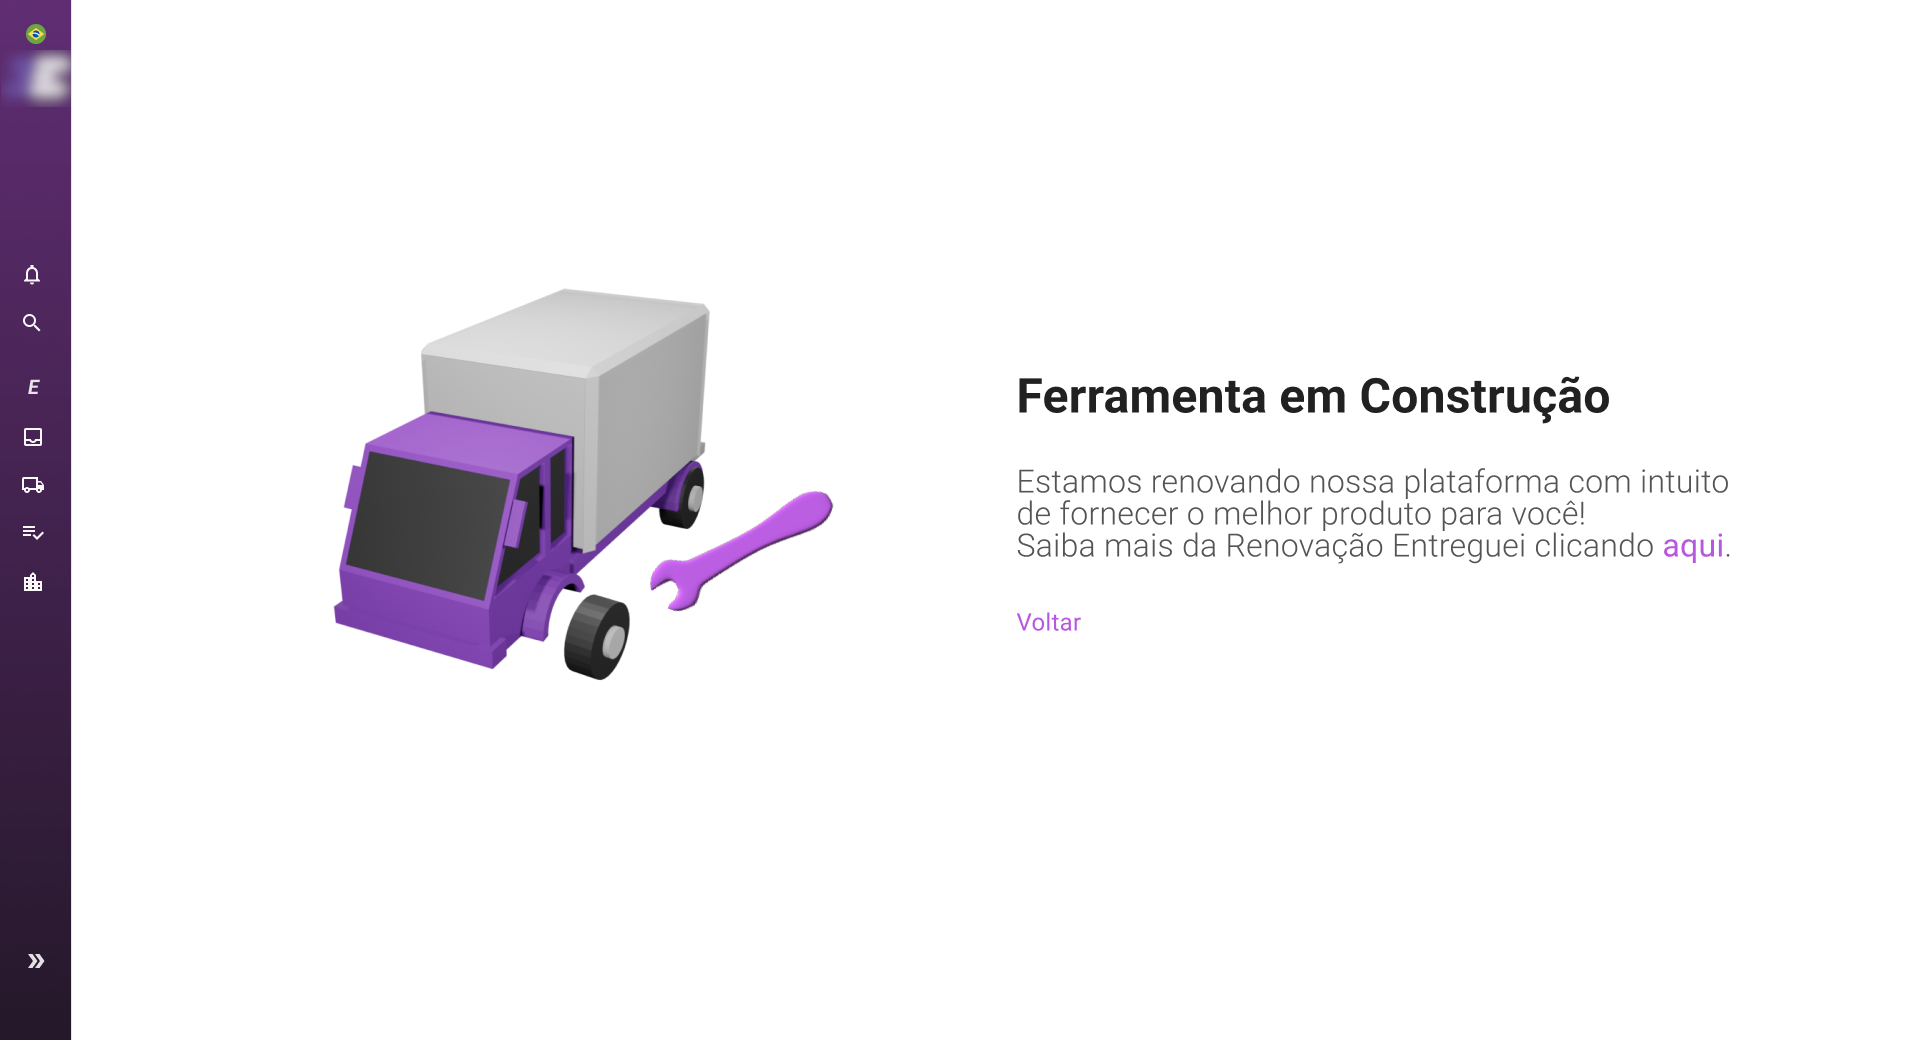 E
Ferramenta em Construção
Estamos renovando nossa plataforma com intuito
de fornecer o melhor produto para você!
Saiba mais da Renovação Entreguei clicando aqui.
Voltar